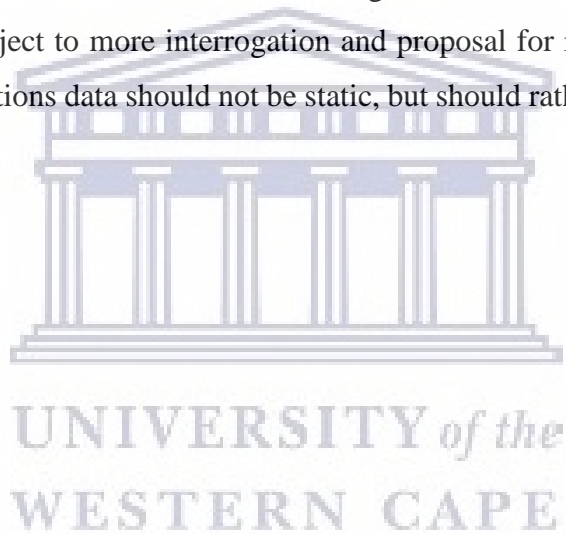 ject to more interrogation and proposal for
tions data should not be static, but should
UNIVERSITY of the
WESTERN CAPE